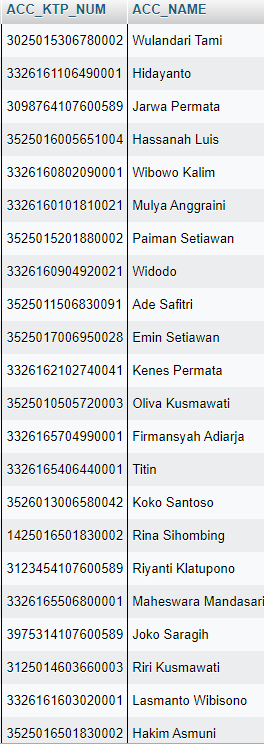 ACC_KTP_NUM ACC_NAME
3025015306780002 Wulandari Tami
3326161106490001 Hidayanto
3098764107600589 Jarwa Permata
3525016005651004 Hassanah Luis
3326160802090001 Wibowo Kalim
3326160101810021 Mulya Anggraini
3525015201880002 Paiman Setiawan
3326160904920021 Widodo
3525011506830091 Ade Safitri
3525017006950028 Emin Setiawan
3326162102740041 Kenes Permata
3525010505720003 Oliva Kusmawati
3326165704990001 Firmansyah Adiarja
3326165406440001 Titin
3526013006580042 Koko Santoso
1425016501830002 Rina Sihombing
3123454107600589 Riyanti Klatupono
3326165506800001 Maheswara Mandasari
3975314107600589 Joko Saragih
3125014603660003 Riri Kusmawati
3326161603020001 Lasmanto Wibisono
3525016501830002 Hakim Asmuni